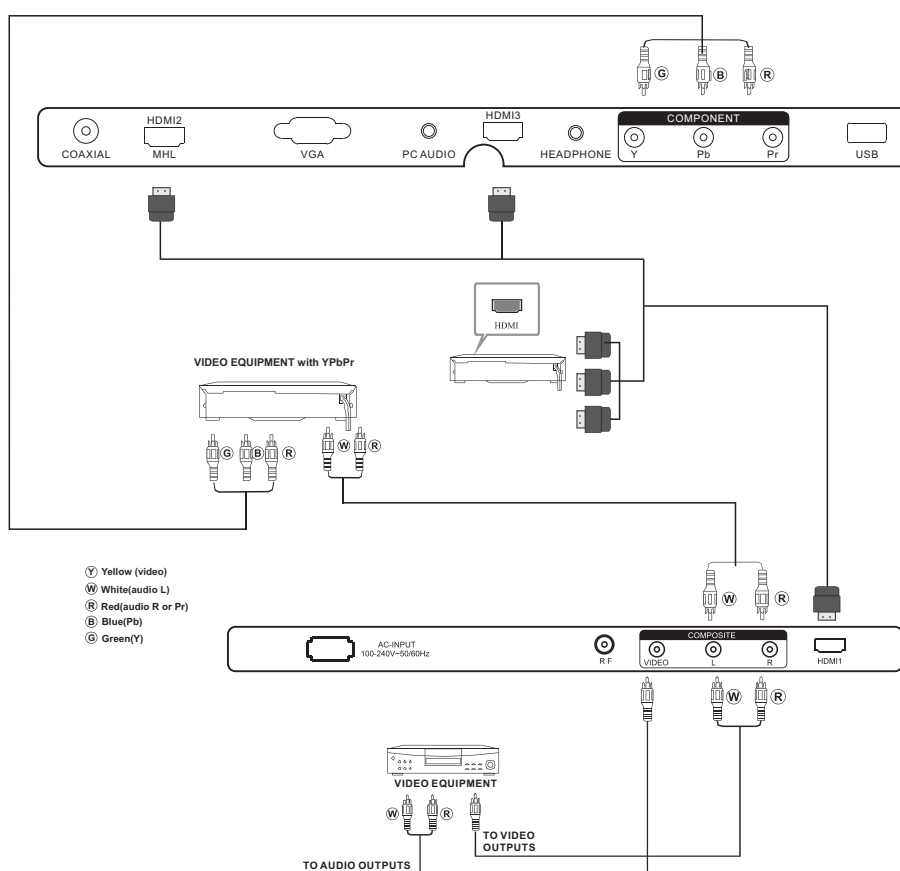 G B R
HDMI2
HDMI3
COMPONENT
COAXIAL
MHL
VGA
PC AUDIO
HEADPHONE
Y
Pb
Pr
USB
HDMI
VIDEO EQUIPMENT with YPbPr
G B R
W R
Y Yellow (video)
W White(audio L)
R Red(audio R or Pr)
B Blue(Pb)
G Green(Y)
W R
AC-INPUT
100-240V~50/60Hz
R F
COMPOSITE
VIDEO
L
R
HDMI1
W R
VIDEO EQUIPMENT
W R
TO VIDEO
OUTPUTS
TO AUDIO OUTPUTS